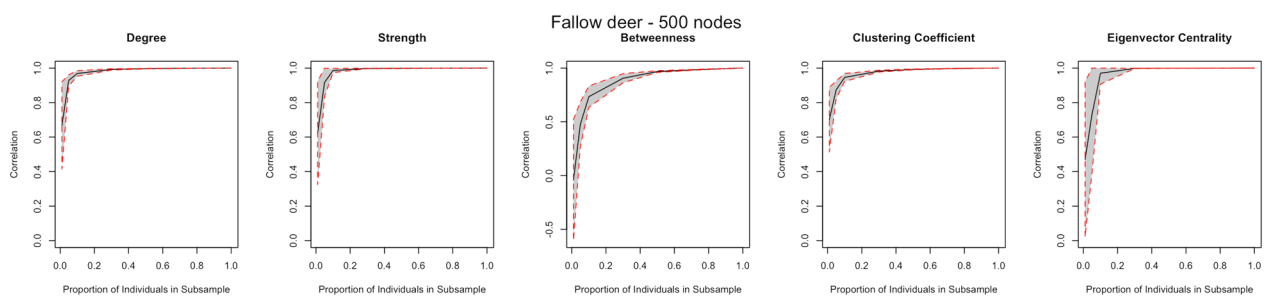 Fallow deer - 500 nodes
Degree
Strength
Betweenness
Clustering Coefficient
Eigenvector Centrality
Correlation
0.0 0.2 0.4 0.6 0.8 1.0
0.0 0.2 0.4 0.6 0.8 1.0
Proportion of Individuals in Subsample
Correlation
0.0 0.2 0.4 0.6 0.8 1.0
0.0 0.2 0.4 0.6 0.8 1.0
Proportion of Individuals in Subsample
Correlation
-0.5 0.0 0.5 1.0
0.0 0.2 0.4 0.6 0.8 1.0
Proportion of Individuals in Subsample
Correlation
0.0 0.2 0.4 0.6 0.8 1.0
0.0 0.2 0.4 0.6 0.8 1.0
Proportion of Individuals in Subsample
Correlation
0.0 0.2 0.4 0.6 0.8 1.0
0.0 0.2 0.4 0.6 0.8 1.0
Proportion of Individuals in Subsample